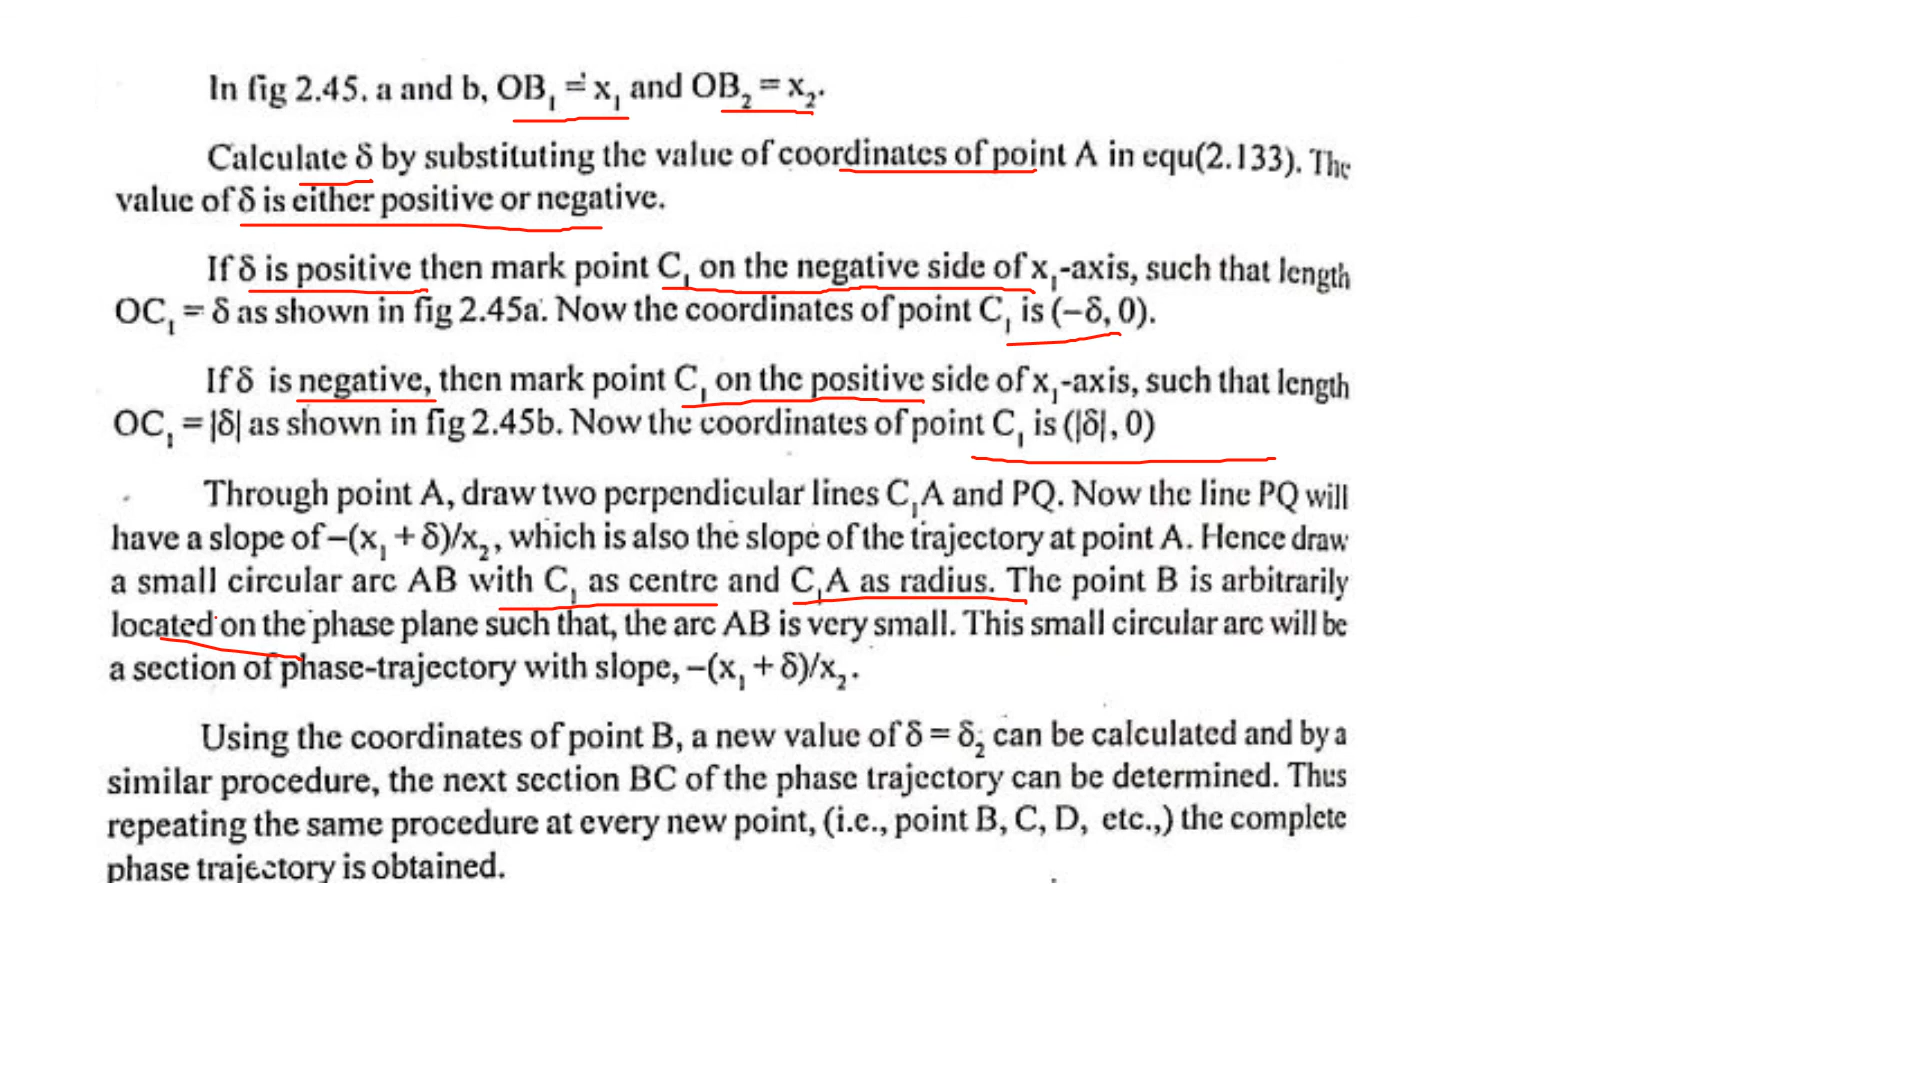 In fig 2.45. a and b, OB₁ = x₁ and OB₂ = x₂.
Calculate δ by substituting the value of coordinates of point A in equ(2.133). The
value of δ is either positive or negative.
If δ is positive then mark point C₁ on the negative side of x₁-axis, such that length
OC₁ = δ as shown in fig 2.45a. Now the coordinates of point C₁ is (−δ, 0).
If δ is negative, then mark point C₁ on the positive side of x₁-axis, such that length
OC₁ = |δ| as shown in fig 2.45b. Now the coordinates of point C₁ is (|δ|, 0)
Through point A, draw two perpendicular lines C₁A and PQ. Now the line PQ will
have a slope of −(x₁ + δ)/x₂, which is also the slope of the trajectory at point A. Hence draw
a small circular arc AB with C₁ as centre and C₁A as radius. The point B is arbitrarily
located on the phase plane such that, the arc AB is very small. This small circular arc will be
a section of phase-trajectory with slope, −(x₁ + δ)/x₂.
Using the coordinates of point B, a new value of δ = δ₂ can be calculated and by a
similar procedure, the next section BC of the phase trajectory can be determined. Thus
repeating the same procedure at every new point, (i.e., point B, C, D, etc.,) the complete
phase trajectory is obtained.